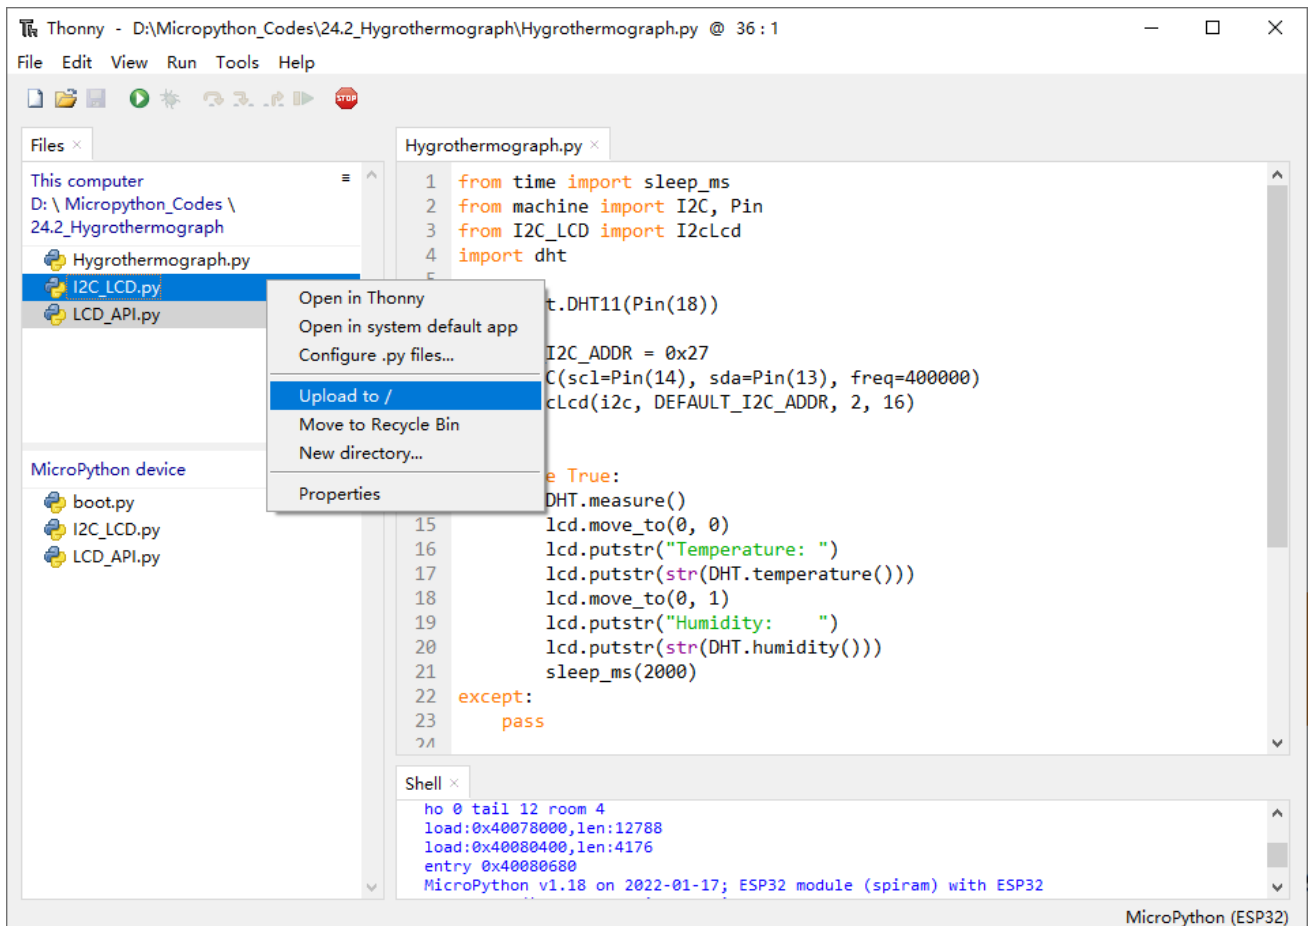 Thonny - D:\Micropython_Codes\24.2_Hygrothermograph\Hygrothermograph.py @ 36 : 1
File Edit View Run Tools Help
STOP
Files
This computer
D: \ Micropython_Codes \
24.2_Hygrothermograph
Hygrothermograph.py
I2C_LCD.py
LCD_API.py
Open in Thonny
Open in system default app
Configure .py files...
Upload to /
Move to Recycle Bin
New directory...
Properties
MicroPython device
boot.py
I2C_LCD.py
LCD_API.py
Hygrothermograph.py
1 from time import sleep_ms
2 from machine import I2C, Pin
3 from I2C_LCD import I2cLcd
4 import dht
5
t.DHT11(Pin(18))
I2C_ADDR = 0x27
C(scl=Pin(14), sda=Pin(13), freq=400000)
cLcd(i2c, DEFAULT_I2C_ADDR, 2, 16)
e True:
DHT.measure()
15 lcd.move_to(0, 0)
16 lcd.putstr("Temperature: ")
17 lcd.putstr(str(DHT.temperature()))
18 lcd.move_to(0, 1)
19 lcd.putstr("Humidity:    ")
20 lcd.putstr(str(DHT.humidity()))
21 sleep_ms(2000)
22 except:
23 pass
24
Shell
ho 0 tail 12 room 4
load:0x40078000,len:12788
load:0x40080400,len:4176
entry 0x40080680
MicroPython v1.18 on 2022-01-17; ESP32 module (spiram) with ESP32
MicroPython (ESP32)